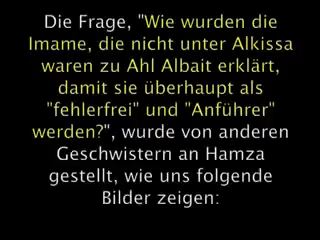 Die Frage, "Wie wurden die
Imame, die nicht unter Alkissa
waren zu Ahl Albait erklärt,
damit sie überhaupt als
"fehlerfrei" und "Anführer"
werden?", wurde von anderen
Geschwistern an Hamza
gestellt, wie uns folgende
Bilder zeigen: